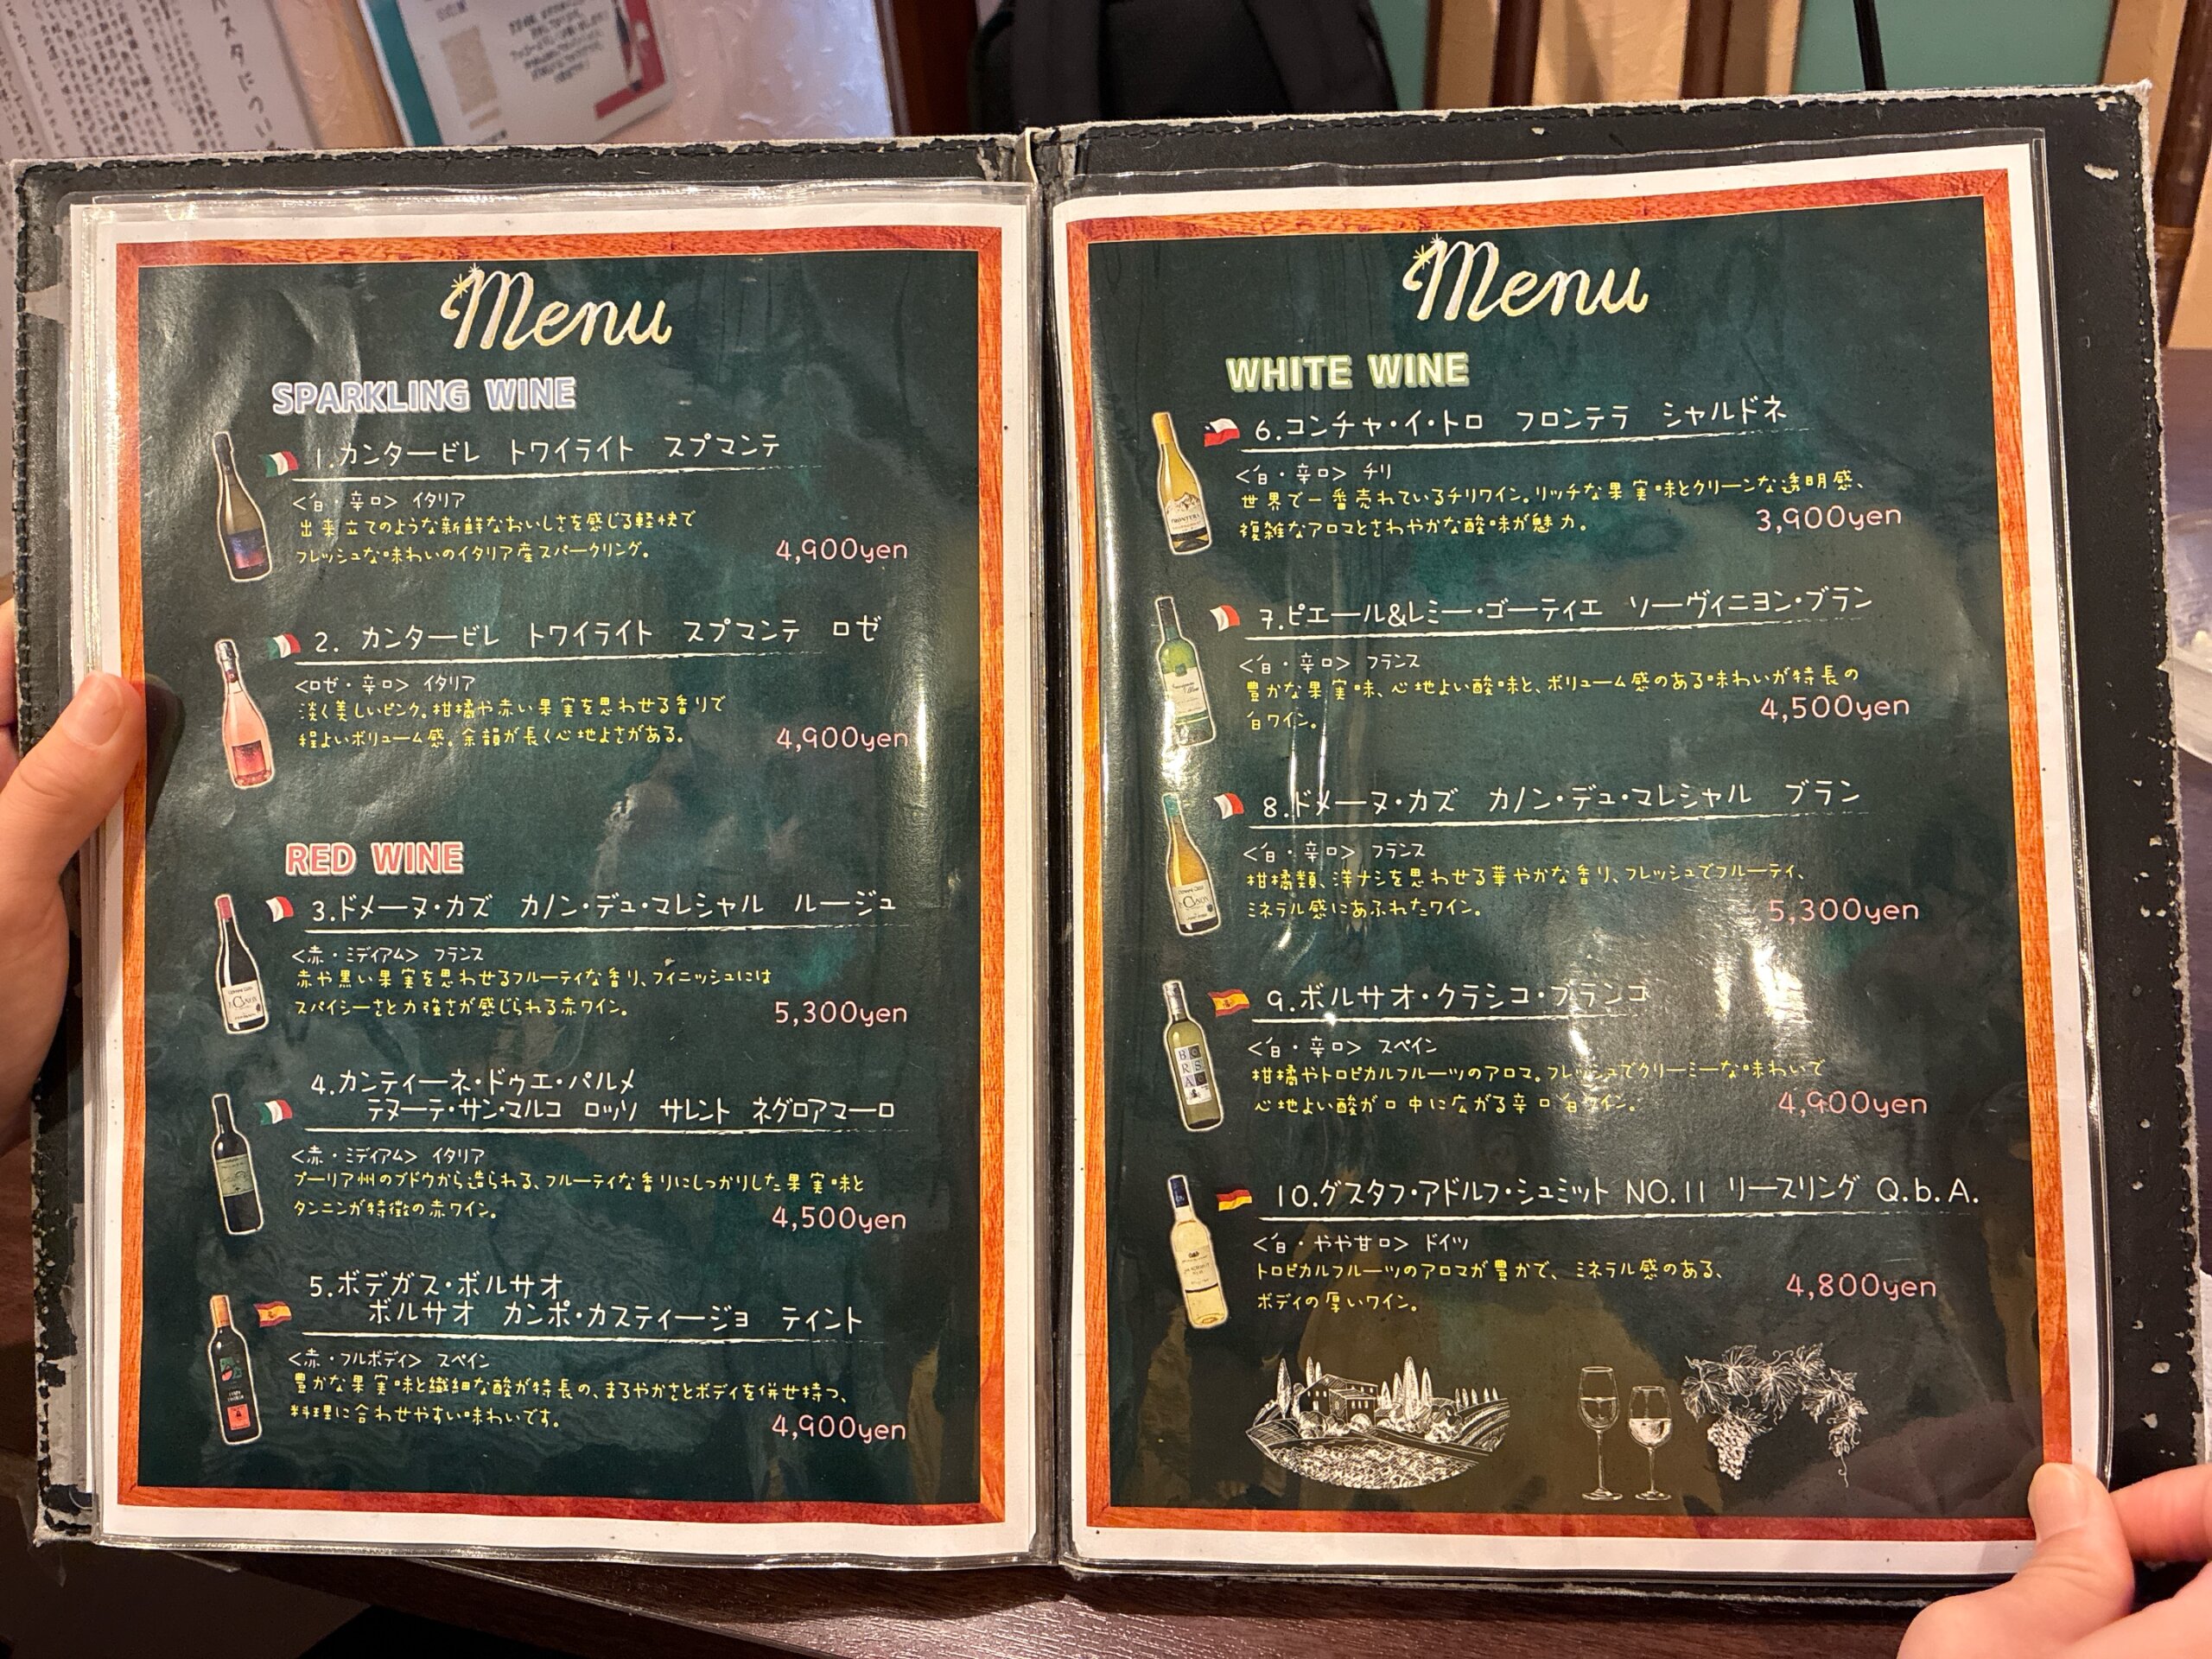 パスタについて
Menu
SPARKLING WINE
1.カンタービレ トワイライト スプマンテ
<白・辛口> イタリア
出来立てのような新鮮なおいしさを感じる軽快で
フレッシュな味わいのイタリア産スパークリング。
4,900yen
2. カンタービレ トワイライト スプマンテ ロゼ
<ロゼ・辛口> イタリア
淡く美しいピンク。柑橘や赤い果実を思わせる香りで
程よいボリューム感。余韻が長く心地よさがある。
4,900yen
RED WINE
3.ドメーヌ・カズ カノン・デュ・マレシャル ルージュ
<赤・ミディアム> フランス
赤や黒い果実を思わせるフルーティな香り、フィニッシュには
スパイシーさと力強さが感じられる赤ワイン。
5,300yen
4.カンティーネ・ドゥエ・パルメ
テヌーテ・サン・マルコ ロッソ サレント ネグロアマーロ
<赤・ミディアム> イタリア
プーリア州のブドウから造られる、フルーティな香りにしっかりした果実味と
タンニンが特徴の赤ワイン。
4,500yen
5.ボデガス・ボルサオ
ボルサオ カンポ・カスティージョ ティント
<赤・フルボディ> スペイン
豊かな果実味と繊細な酸が特長の、まろやかさとボディを併せ持つ、
料理に合わせやすい味わいです。
4,900yen
Menu
WHITE WINE
6.コンチャ・イ・トロ フロンテラ シャルドネ
<白・辛口> チリ
世界で一番売れているチリワイン。リッチな果実味とクリーンな透明感、
複雑なアロマとさわやかな酸味が魅力。
3,900yen
7.ピエール&レミー・ゴーティエ ソーヴィニヨン・ブラン
<白・辛口> フランス
豊かな果実味、心地よい酸味と、ボリューム感のある味わいが特長の
白ワイン。
4,500yen
8.ドメーヌ・カズ カノン・デュ・マレシャル ブラン
<白・辛口> フランス
柑橘類、洋ナシを思わせる華やかな香り、フレッシュでフルーティ、
ミネラル感にあふれたワイン。
5,300yen
9.ボルサオ・クラシコ・ブランコ
<白・辛口> スペイン
柑橘やトロピカルフルーツのアロマ。フレッシュでクリーミーな味わいで
心地よい酸が口中に広がる辛口白ワイン。
4,900yen
10.グスタフ・アドルフ・シュミット NO.11 リースリング Q.b.A.
<白・やや甘口> ドイツ
トロピカルフルーツのアロマが豊かで、ミネラル感のある、
ボディの厚いワイン。
4,800yen